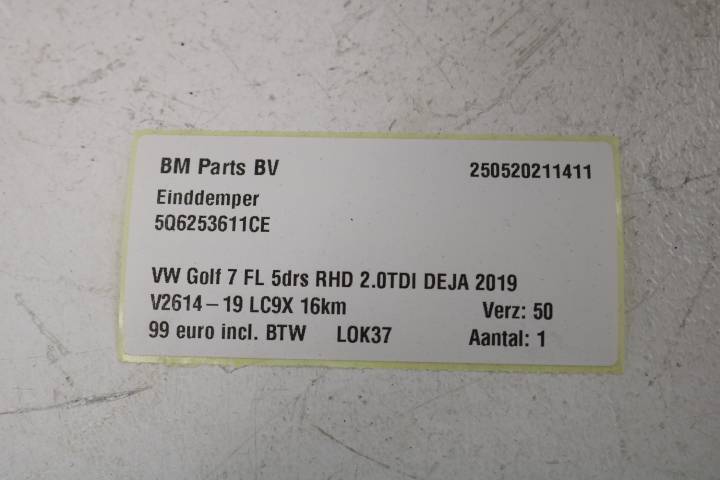 BM Parts BV 250520211411
Einddemper
5Q6253611CE
VW Golf 7 FL 5drs RHD 2.0TDI DEJA 2019
V2614-19 LC9X 16km Verz: 50
99 euro incl. BTW LOK37 Aantal: 1